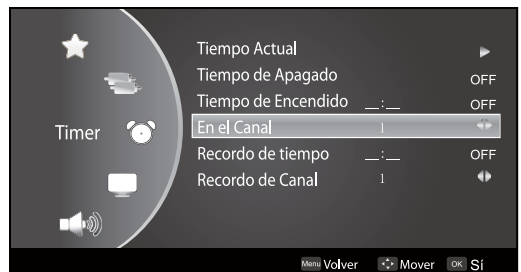 Timer
Tiempo Actual
Tiempo de Apagado OFF
Tiempo de Encendido __:__ OFF
En el Canal 1
Recordo de tiempo __:__ OFF
Recordo de Canal 1
Menu Volver Mover OK Sí